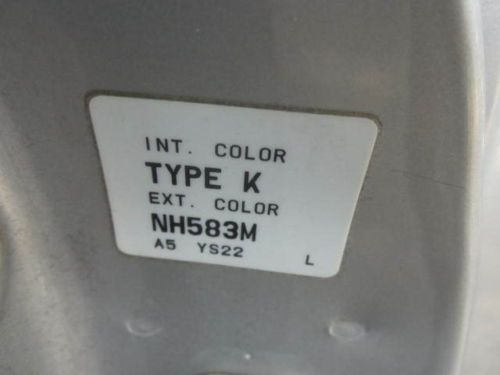 INT. COLOR
TYPE K
EXT. COLOR
NH583M
A5 YS22 L